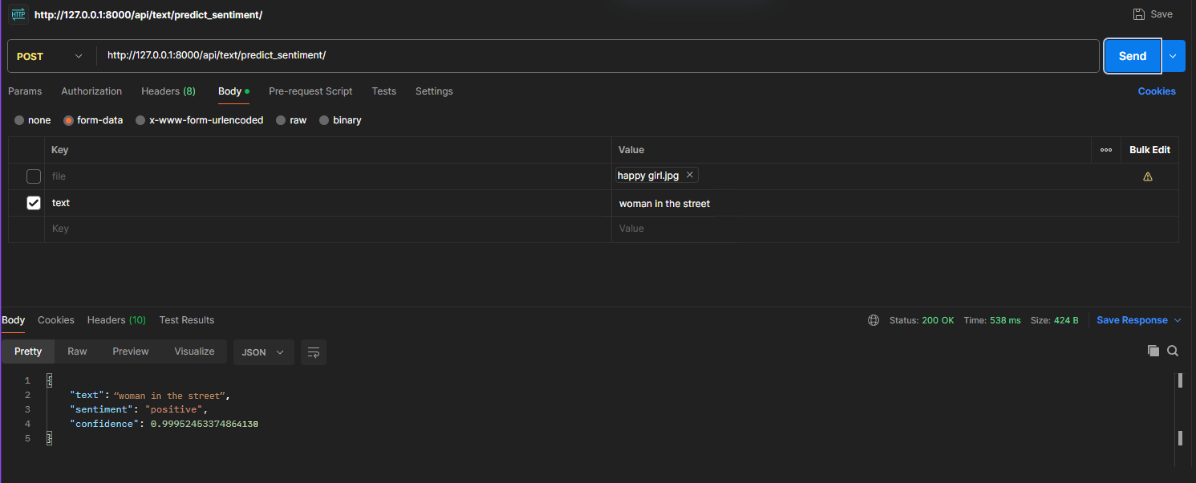 HTTP http://127.0.0.1:8000/api/text/predict_sentiment/ Save
POST http://127.0.0.1:8000/api/text/predict_sentiment/ Send
Params Authorization Headers (8) Body Pre-request Script Tests Settings Cookies
none form-data x-www-form-urlencoded raw binary
Key Value Bulk Edit
file happy girl.jpg
text woman in the street
Key Value
Body Cookies Headers (10) Test Results Status: 200 OK Time: 538 ms Size: 424 B Save Response
Pretty Raw Preview Visualize JSON
1 {
2 "text": “woman in the street”,
3 "sentiment": "positive",
4 "confidence": 0.99952453374864130
5 }